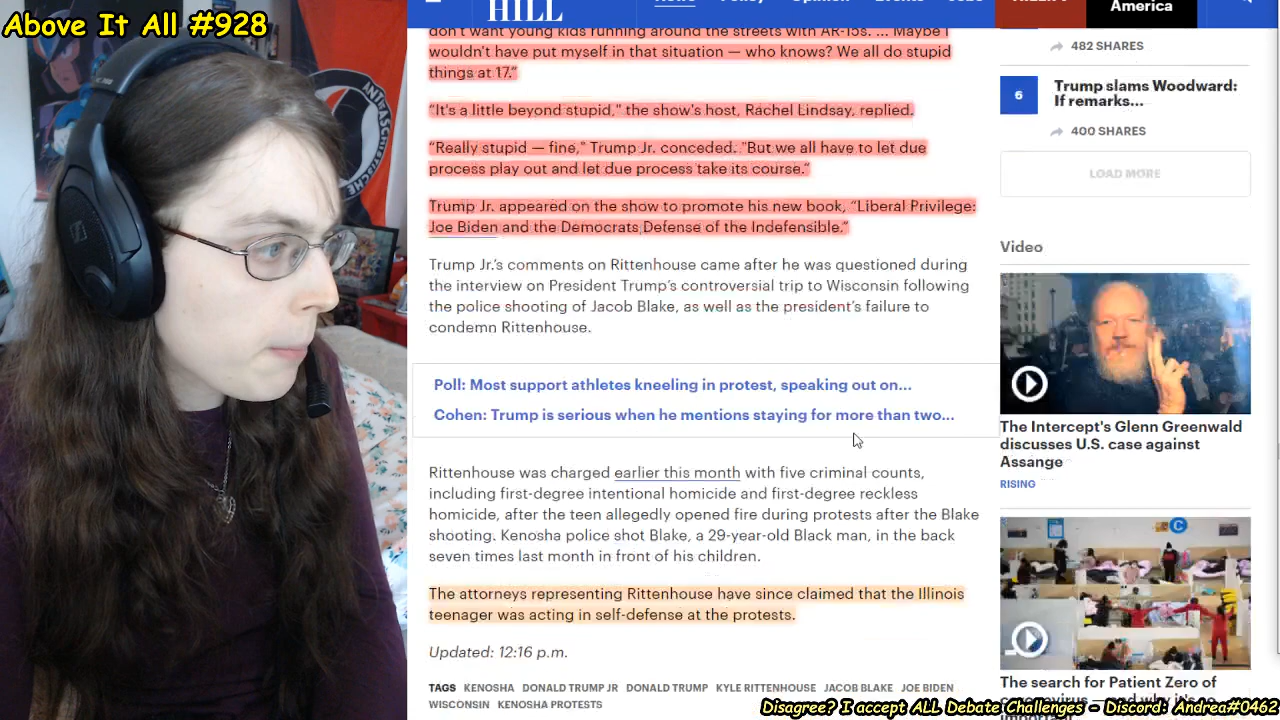 Above It All #928
HILL
America
don't want young kids running around the streets with AR-15s. ... Maybe I
wouldn't have put myself in that situation — who knows? We all do stupid
things at 17."
"It's a little beyond stupid," the show's host, Rachel Lindsay, replied.
"Really stupid — fine," Trump Jr. conceded. "But we all have to let due
process play out and let due process take its course."
Trump Jr. appeared on the show to promote his new book, "Liberal Privilege:
Joe Biden and the Democrats Defense of the Indefensible."
Trump Jr.'s comments on Rittenhouse came after he was questioned during
the interview on President Trump's controversial trip to Wisconsin following
the police shooting of Jacob Blake, as well as the president's failure to
condemn Rittenhouse.
Poll: Most support athletes kneeling in protest, speaking out on...
Cohen: Trump is serious when he mentions staying for more than two...
Rittenhouse was charged earlier this month with five criminal counts,
including first-degree intentional homicide and first-degree reckless
homicide, after the teen allegedly opened fire during protests after the Blake
shooting. Kenosha police shot Blake, a 29-year-old Black man, in the back
seven times last month in front of his children.
The attorneys representing Rittenhouse have since claimed that the Illinois
teenager was acting in self-defense at the protests.
Updated: 12:16 p.m.
TAGS KENOSHA DONALD TRUMP JR DONALD TRUMP KYLE RITTENHOUSE JACOB BLAKE JOE BIDEN
WISCONSIN KENOSHA PROTESTS
482 SHARES
6
Trump slams Woodward:
If remarks...
400 SHARES
LOAD MORE
Video
The Intercept's Glenn Greenwald
discusses U.S. case against
Assange
RISING
C
The search for Patient Zero of
Disagree? I accept ALL Debate Challenges - Discord: Andrea#0462